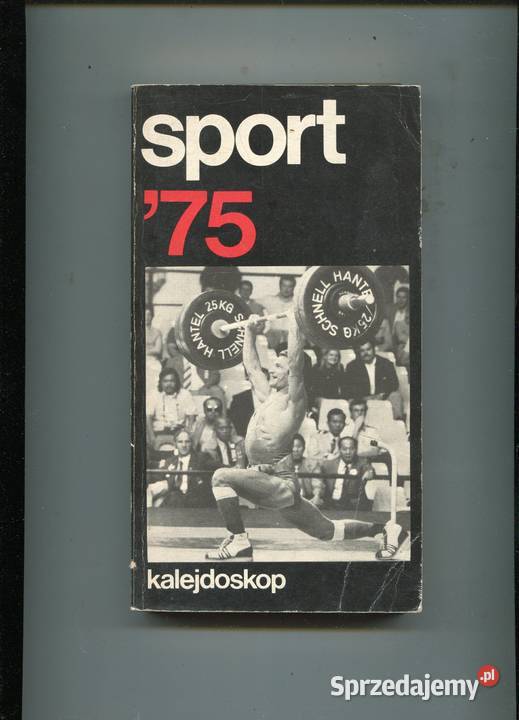 sport
'75
25KG SCHNELL HANTEL
SCHNELL HANTEL 25KG
kalejdoskop
Sprzedajemy.pl